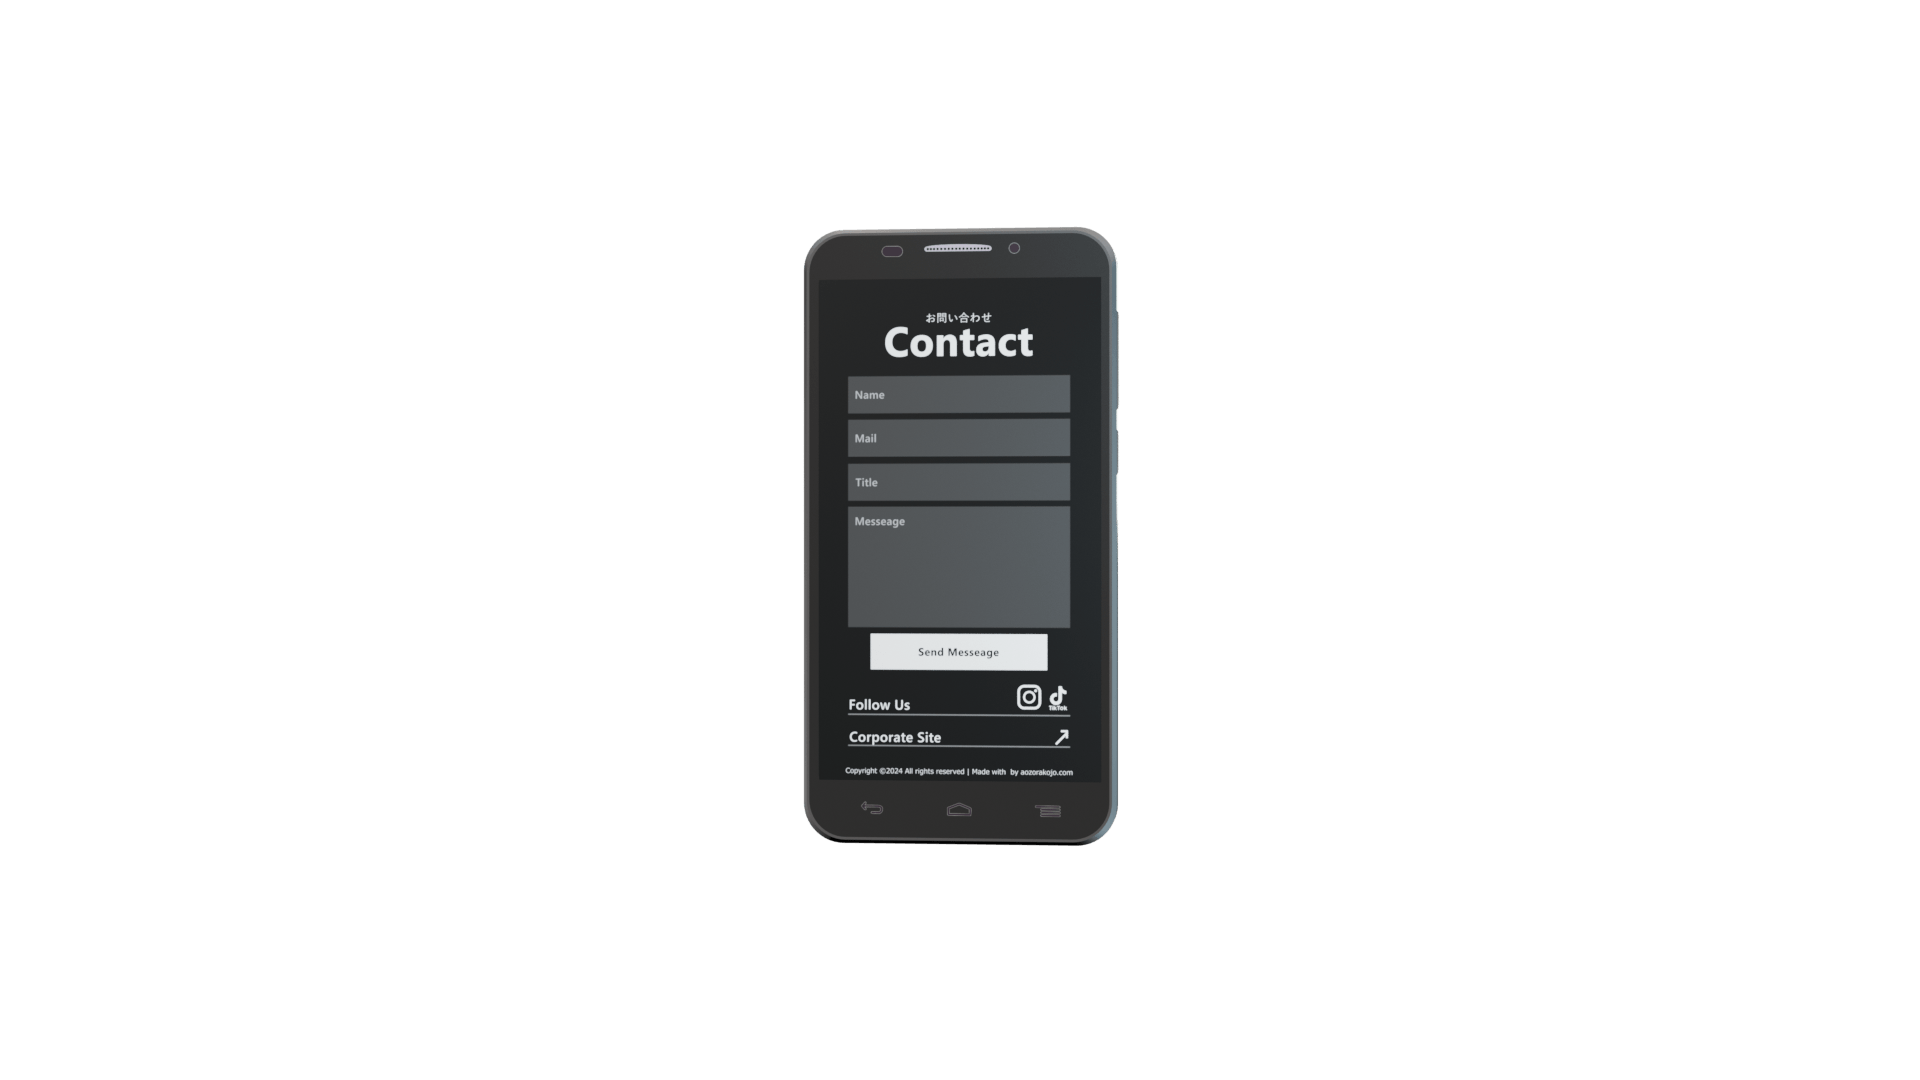 お問い合わせ
Contact
Name
Mail
Title
Messeage
Send Messeage
Follow Us
TikTok
Corporate Site
Copyright ©2024 All rights reserved | Made with by aozorakojo.com